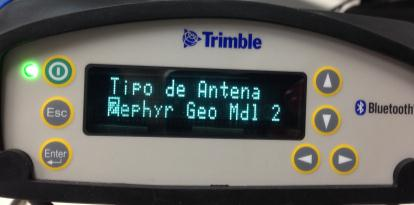 Trimble
Tipo de Antena
Zephyr Geo Mdl 2
Esc
Bluetooth
Enter